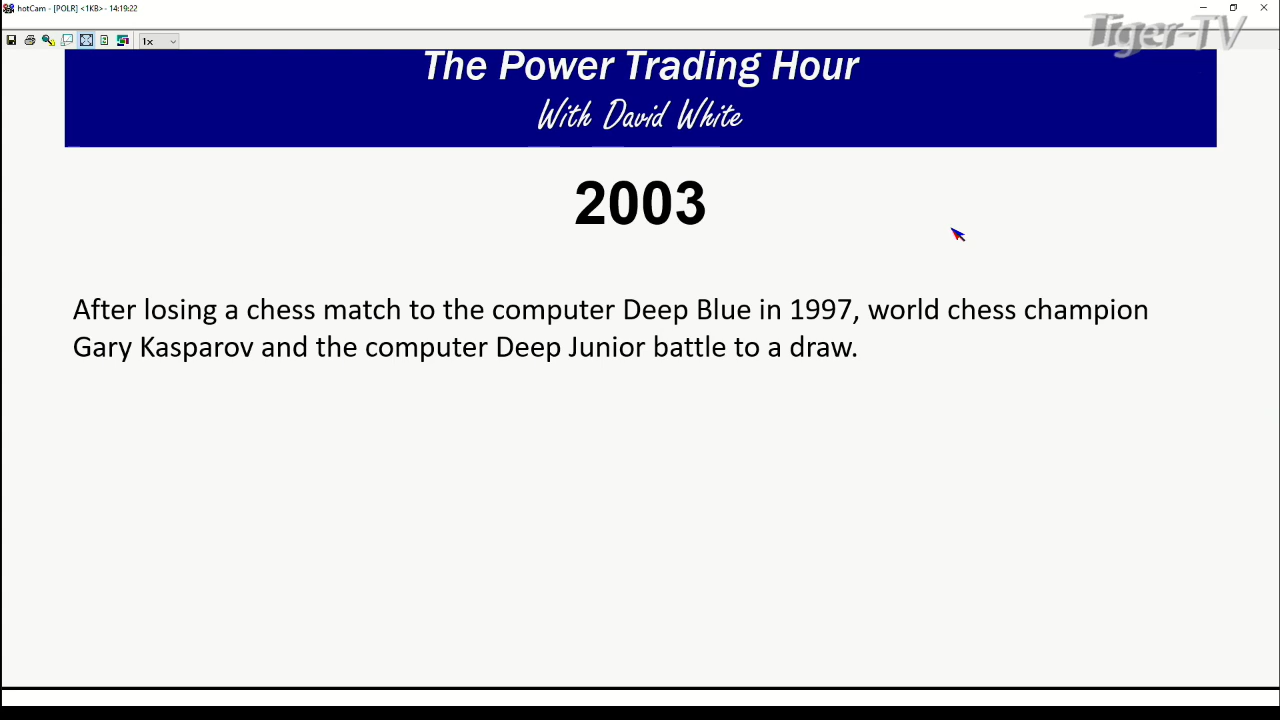 hotCam - [POLR] <1KB> - 14:19:22
Tiger-TV
1x
The Power Trading Hour
With David White
2003
After losing a chess match to the computer Deep Blue in 1997, world chess champion
Gary Kasparov and the computer Deep Junior battle to a draw.